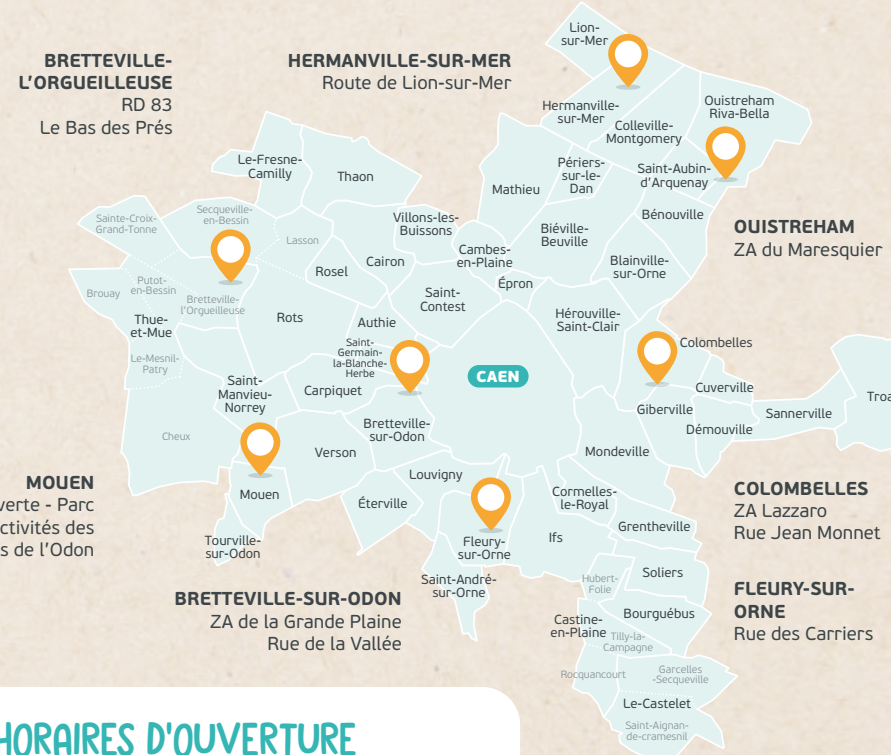 BRETTEVILLE-
L'ORGUEILLEUSE
RD 83
Le Bas des Prés
HERMANVILLE-SUR-MER
Route de Lion-sur-Mer
Lion-
sur-Mer
Hermanville-
sur-Mer
Colleville-
Montgomery
Ouistreham
Riva-Bella
Le-Fresne-
Camilly
Thaon
Mathieu
Périers-
sur-le-
Dan
Saint-Aubin-
d'Arquenay
Bénouville
OUISTREHAM
ZA du Maresquier
Sainte-Croix-
Grand-Tonne
Secqueville-
en-Bessin
Lasson
Villons-les-
Buissons
Cambes-
en-Plaine
Biéville-
Beuville
Blainville-
sur-Orne
Cairon
Rosel
Épron
Brouay
Putot-
en-Bessin
Bretteville-
l'Orgueilleuse
Thue-
et-Mue
Rots
Authie
Saint-
Contest
Hérouville-
Saint-Clair
Colombelles
Le-Mesnil-
Patry
Saint-
Germain-
la-Blanche-
Herbe
CAEN
Cuverville
Saint-
Manvieu-
Norrey
Carpiquet
Giberville
Démouville
Sannerville
Cheux
Bretteville-
sur-Odon
Verson
Mondeville
MOUEN
Parc
Mouen
Louvigny
Éterville
Cormelles-
le-Royal
Grentheville
COLOMBELLES
ZA Lazzaro
Rue Jean Monnet
de l'Odon
Tourville-
sur-Odon
Fleury-
sur-Orne
Ifs
Saint-André-
sur-Orne
Hubert-
Folie
Soliers
FLEURY-SUR-
ORNE
Rue des Carriers
BRETTEVILLE-SUR-ODON
ZA de la Grande Plaine
Rue de la Vallée
Castine-
en-Plaine
Bourguébus
Tilly-la-
Campagne
Rocquancourt
Garcelles
-Secqueville
Le-Castelet
Saint-Aignan-
de-cramesnil
HORAIRES D'OUVERTURE